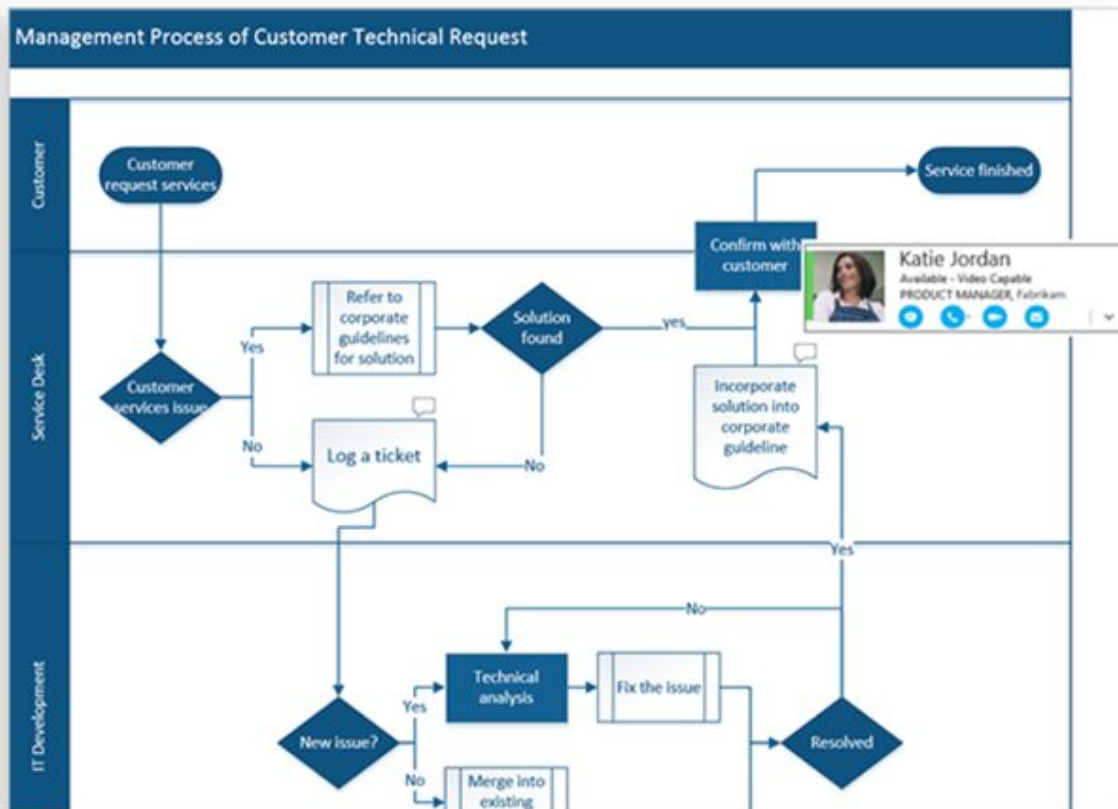 Management Process of Customer Technical Request
Customer
Customer
request services
Service finished
Confirm with
customer
Katie Jordan
Available - Video Capable
PRODUCT MANAGER, Fabrikam
Service Desk
Refer to
corporate
guidelines
for solution
Solution
found
yes
Yes
Customer
services issue
No
Log a ticket
No
Incorporate
solution into
corporate
guideline
Yes
IT Development
No
Technical
analysis
Fix the issue
Yes
New issue?
Resolved
No
Merge into
existing